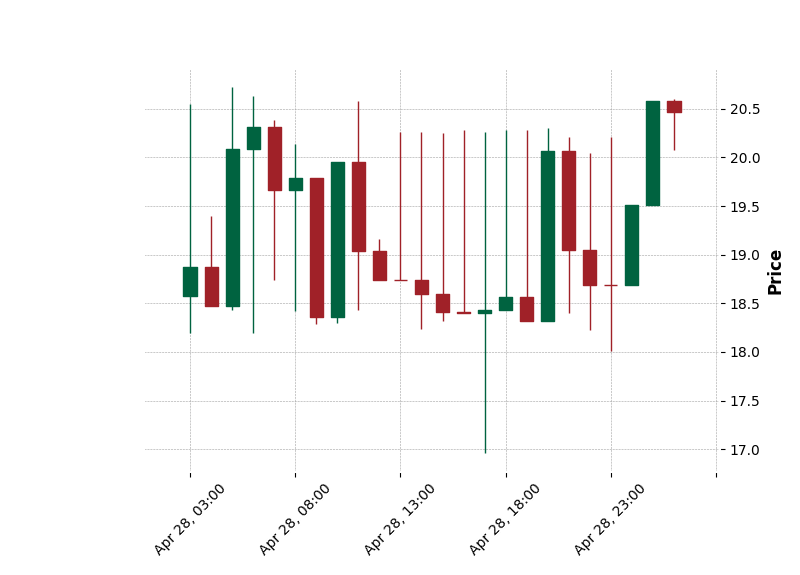 20.5
20.0
19.5
19.0
18.5
18.0
17.5
17.0
Price
Apr 28, 03:00
Apr 28, 08:00
Apr 28, 13:00
Apr 28, 18:00
Apr 28, 23:00